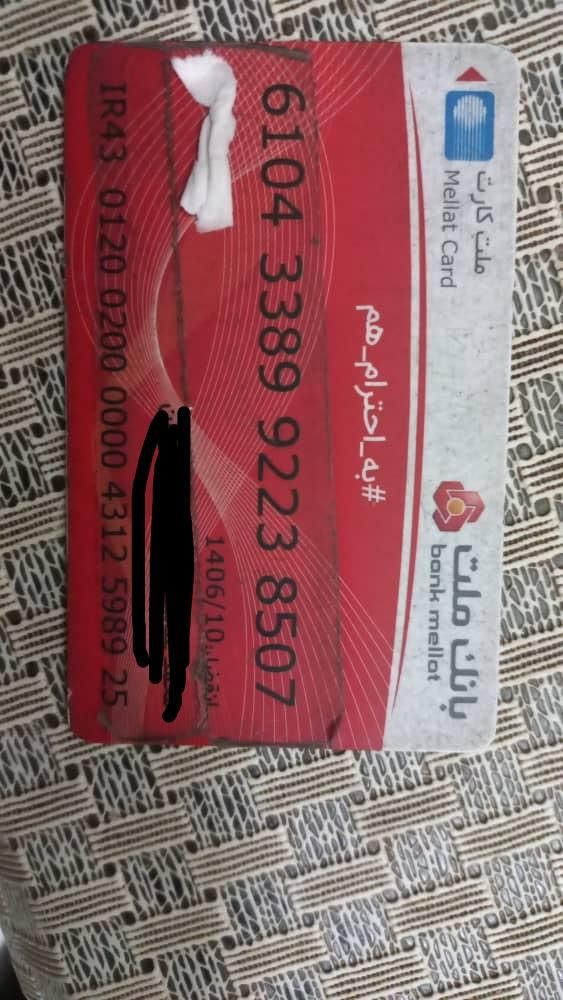 ملت کارت
Mellat Card
بانک ملت
bank mellat
#به_احترام_هم
6104 3389 9223 8507
انقضا: 1406/10
IR43 0120 0200 0000 4312 5989 25